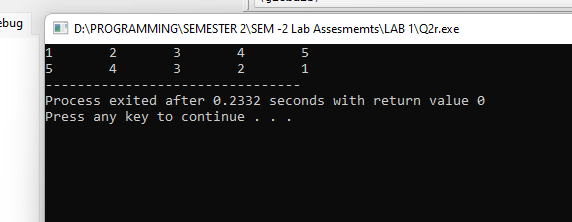 ebug
D:\PROGRAMMING\SEMESTER 2\SEM -2 Lab Assesmemts\LAB 1\Q2r.exe
1 2 3 4 5
5 4 3 2 1
--------------------------------
Process exited after 0.2332 seconds with return value 0
Press any key to continue . . .